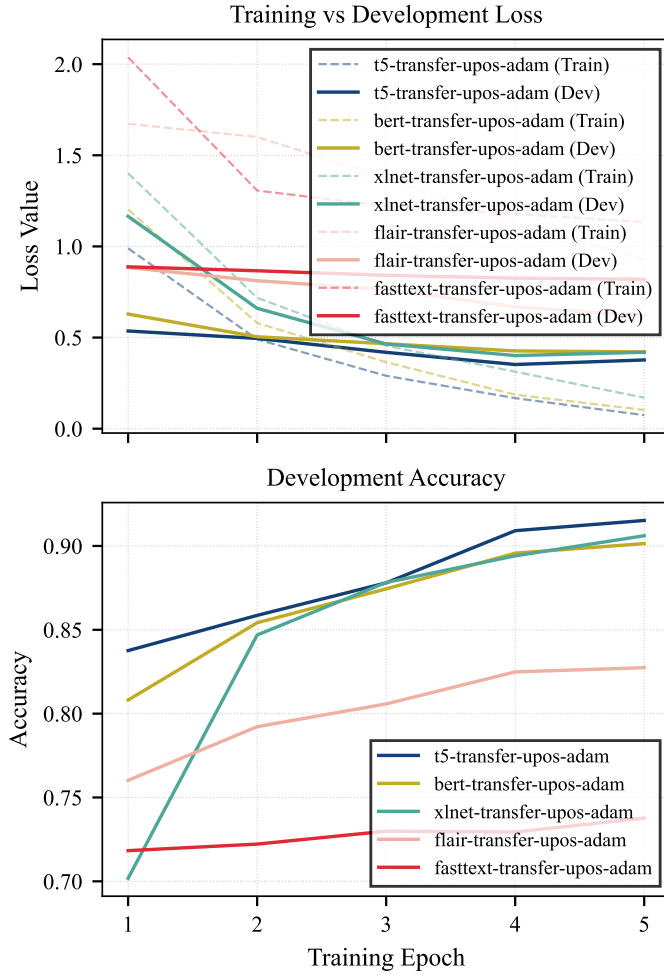 Training vs Development Loss
2.0
1.5
1.0
0.5
0.0
Loss Value
t5-transfer-upos-adam (Train)
t5-transfer-upos-adam (Dev)
bert-transfer-upos-adam (Train)
bert-transfer-upos-adam (Dev)
xlnet-transfer-upos-adam (Train)
xlnet-transfer-upos-adam (Dev)
flair-transfer-upos-adam (Train)
flair-transfer-upos-adam (Dev)
fasttext-transfer-upos-adam (Train)
fasttext-transfer-upos-adam (Dev)
Development Accuracy
0.90
0.85
0.80
0.75
0.70
Accuracy
t5-transfer-upos-adam
bert-transfer-upos-adam
xlnet-transfer-upos-adam
flair-transfer-upos-adam
fasttext-transfer-upos-adam
1 2 3 4 5
Training Epoch